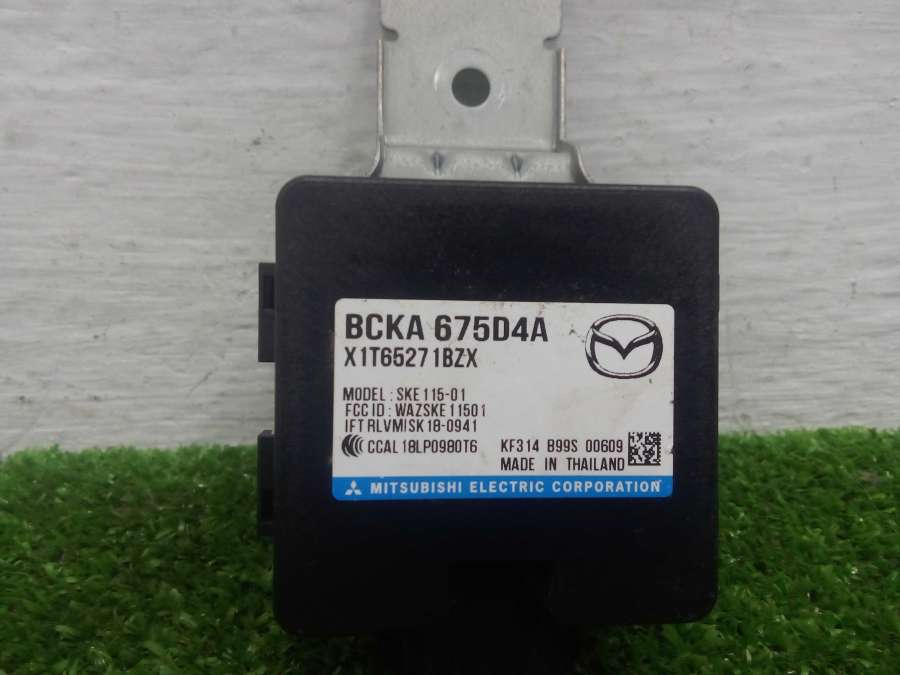 BCKA 675D4A
X1T65271BZX
MODEL : SKE115-01
FCC ID : WAZSKE11501
IFT RLVMISK18-0941
CCAL18LP0980T6
KF314 B99S 00609
MADE IN THAILAND
MITSUBISHI ELECTRIC CORPORATION